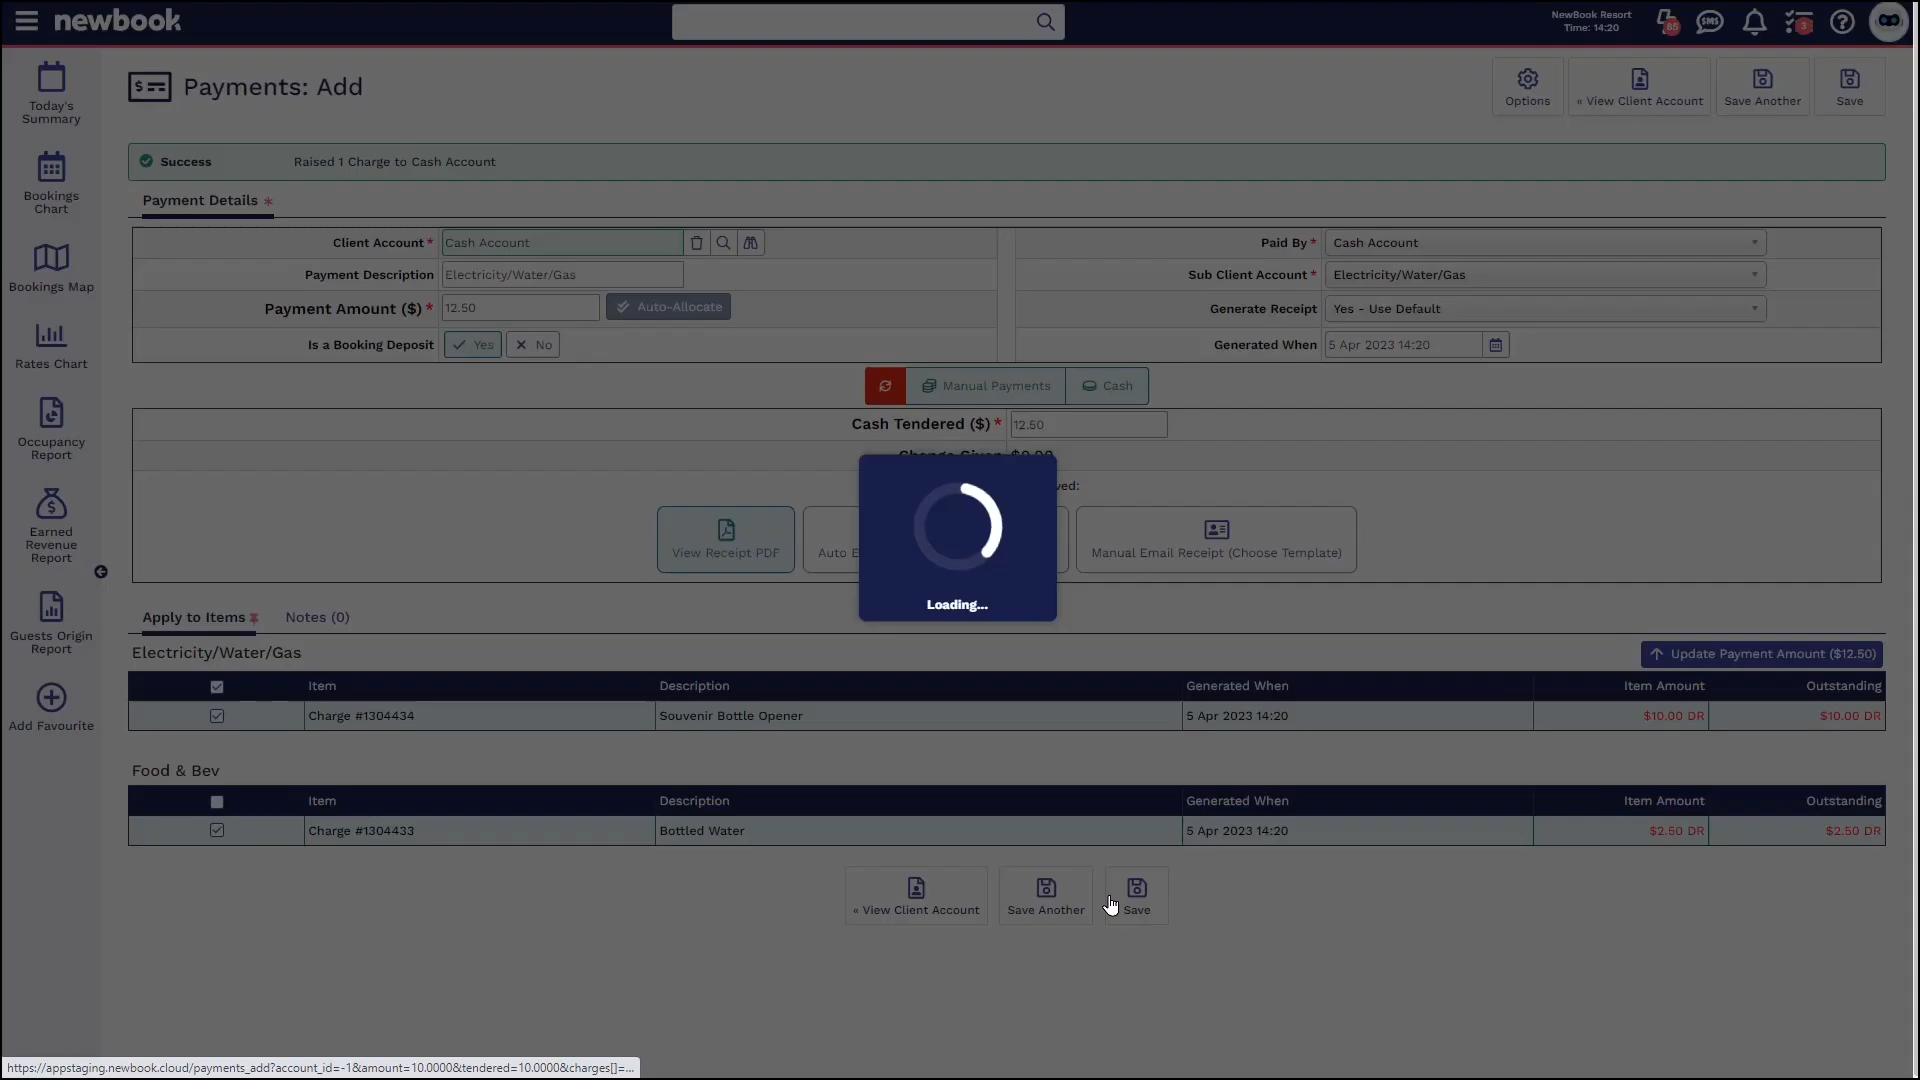 newbook
NewBook Resort
Time: 14:20
85
SMS
3
Today's
Summary
Bookings
Chart
Bookings Map
Rates Chart
Occupancy
Report
Earned
Revenue
Report
Guests Origin
Report
Add Favourite
Payments: Add
Options
« View Client Account
Save Another
Save
Success Raised 1 Charge to Cash Account
Payment Details *
Client Account * Cash Account
Paid By * Cash Account
Payment Description Electricity/Water/Gas
Sub Client Account * Electricity/Water/Gas
Payment Amount ($) * 12.50 Auto-Allocate
Generate Receipt Yes - Use Default
Is a Booking Deposit Yes No
Generated When 5 Apr 2023 14:20
Manual Payments Cash
Cash Tendered ($) * 12.50
Change Given $0.00
ved:
View Receipt PDF
Auto E
Manual Email Receipt (Choose Template)
Loading...
Apply to Items
Notes (0)
Electricity/Water/Gas
Update Payment Amount ($12.50)
Item Description Generated When Item Amount Outstanding
Charge #1304434 Souvenir Bottle Opener 5 Apr 2023 14:20 $10.00 DR $10.00 DR
Food & Bev
Item Description Generated When Item Amount Outstanding
Charge #1304433 Bottled Water 5 Apr 2023 14:20 $2.50 DR $2.50 DR
« View Client Account
Save Another
Save
https://appstaging.newbook.cloud/payments_add?account_id=-1&amount=10.0000&tendered=10.0000&charges[]=...